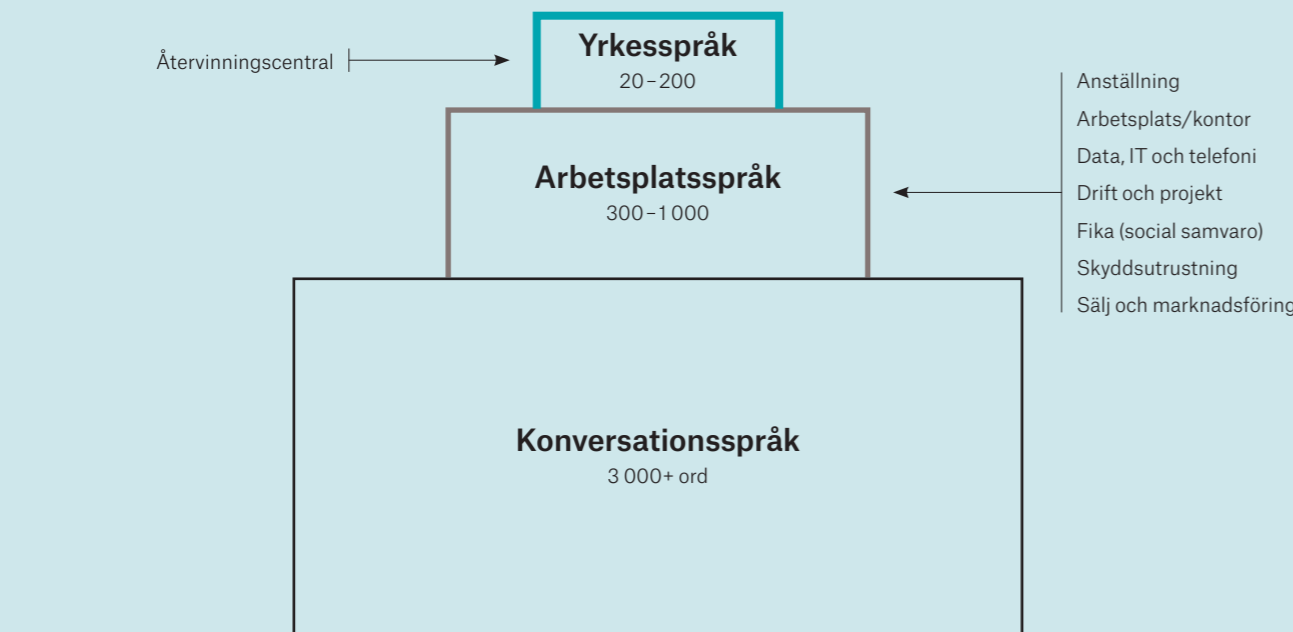 Återvinningscentral
Yrkesspråk
20–200
Arbetsplatsspråk
300–1 000
Anställning
Arbetsplats/kontor
Data, IT och telefoni
Drift och projekt
Fika (social samvaro)
Skyddsutrustning
Sälj och marknadsföring
Konversationsspråk
3 000+ ord